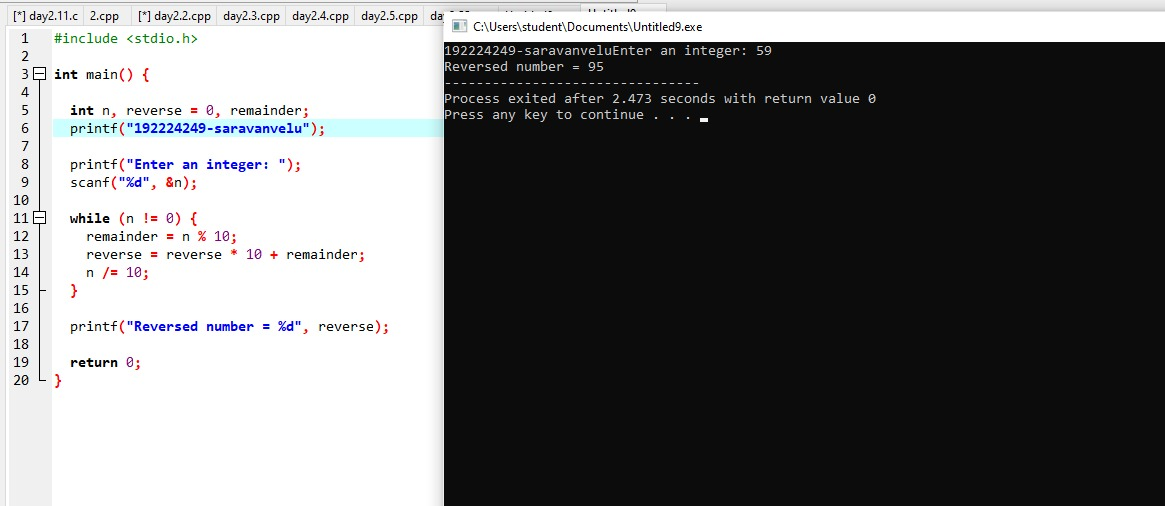 [*] day2.11.c 2.cpp [*] day2.2.cpp day2.3.cpp day2.4.cpp day2.5.cpp
C:\Users\student\Documents\Untitled9.exe
1 #include <stdio.h>
2
3 int main() {
4
5 int n, reverse = 0, remainder;
6 printf("192224249-saravanvelu");
7
8 printf("Enter an integer: ");
9 scanf("%d", &n);
10
11 while (n != 0) {
12 remainder = n % 10;
13 reverse = reverse * 10 + remainder;
14 n /= 10;
15 }
16
17 printf("Reversed number = %d", reverse);
18
19 return 0;
20 }
192224249-saravanveluEnter an integer: 59
Reversed number = 95
--------------------------------
Process exited after 2.473 seconds with return value 0
Press any key to continue . . .